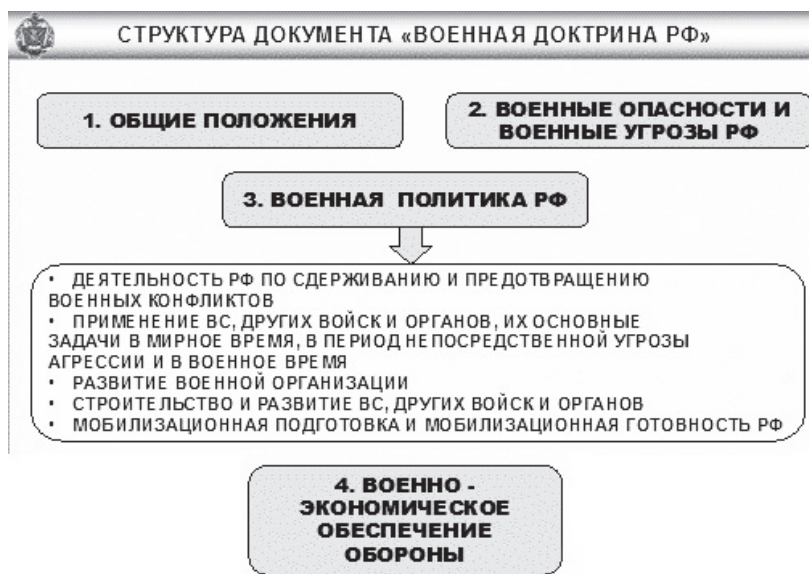 СТРУКТУРА ДОКУМЕНТА «ВОЕННАЯ ДОКТРИНА РФ»
1. ОБЩИЕ ПОЛОЖЕНИЯ
2. ВОЕННЫЕ ОПАСНОСТИ И
ВОЕННЫЕ УГРОЗЫ РФ
3. ВОЕННАЯ ПОЛИТИКА РФ
• ДЕЯТЕЛЬНОСТЬ РФ ПО СДЕРЖИВАНИЮ И ПРЕДОТВРАЩЕНИЮ
ВОЕННЫХ КОНФЛИКТОВ
• ПРИМЕНЕНИЕ ВС, ДРУГИХ ВОЙСК И ОРГАНОВ, ИХ ОСНОВНЫЕ
ЗАДАЧИ В МИРНОЕ ВРЕМЯ, В ПЕРИОД НЕПОСРЕДСТВЕННОЙ УГРОЗЫ
АГРЕССИИ И В ВОЕННОЕ ВРЕМЯ
• РАЗВИТИЕ ВОЕННОЙ ОРГАНИЗАЦИИ
• СТРОИТЕЛЬСТВО И РАЗВИТИЕ ВС, ДРУГИХ ВОЙСК И ОРГАНОВ
• МОБИЛИЗАЦИОННАЯ ПОДГОТОВКА И МОБИЛИЗАЦИОННАЯ ГОТОВНОСТЬ РФ
4. ВОЕННО -
ЭКОНОМИЧЕСКОЕ
ОБЕСПЕЧЕНИЕ
ОБОРОНЫ